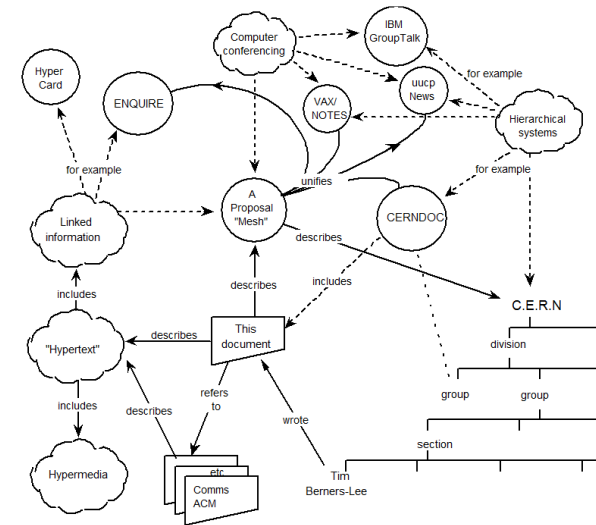 Computer
conferencing
IBM
GroupTalk
Hyper
Card
for example
uucp
News
ENQUIRE
VAX/
NOTES
Hierarchical
systems
for example
unifies
for example
A
Proposal
"Mesh"
CERNDOC
Linked
information
describes
includes
describes
includes
C.E.R.N
This
document
describes
"Hypertext"
division
refers
to
group
group
includes
describes
wrote
section
etc
Hypermedia
Comms
ACM
Tim
Berners-Lee